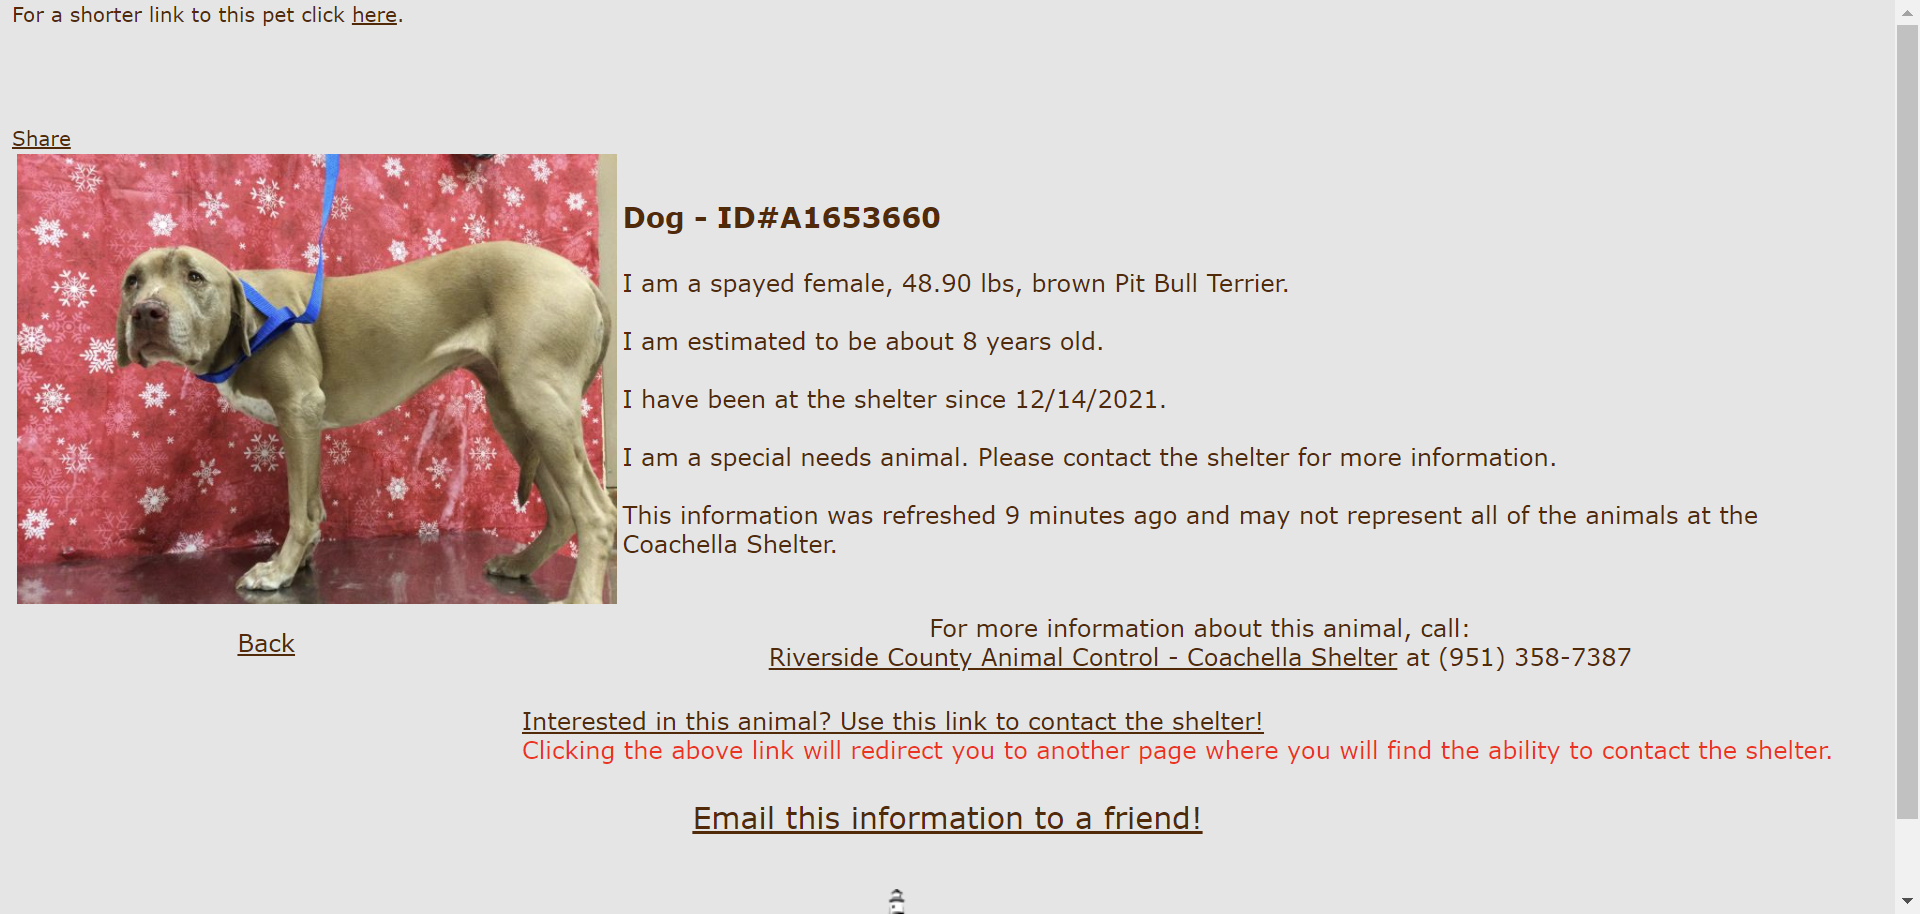 For a shorter link to this pet click here.
Share
Dog - ID#A1653660
I am a spayed female, 48.90 lbs, brown Pit Bull Terrier.
I am estimated to be about 8 years old.
I have been at the shelter since 12/14/2021.
I am a special needs animal. Please contact the shelter for more information.
This information was refreshed 9 minutes ago and may not represent all of the animals at the
Coachella Shelter.
Back
For more information about this animal, call:
Riverside County Animal Control - Coachella Shelter at (951) 358-7387
Interested in this animal? Use this link to contact the shelter!
Clicking the above link will redirect you to another page where you will find the ability to contact the shelter.
Email this information to a friend!